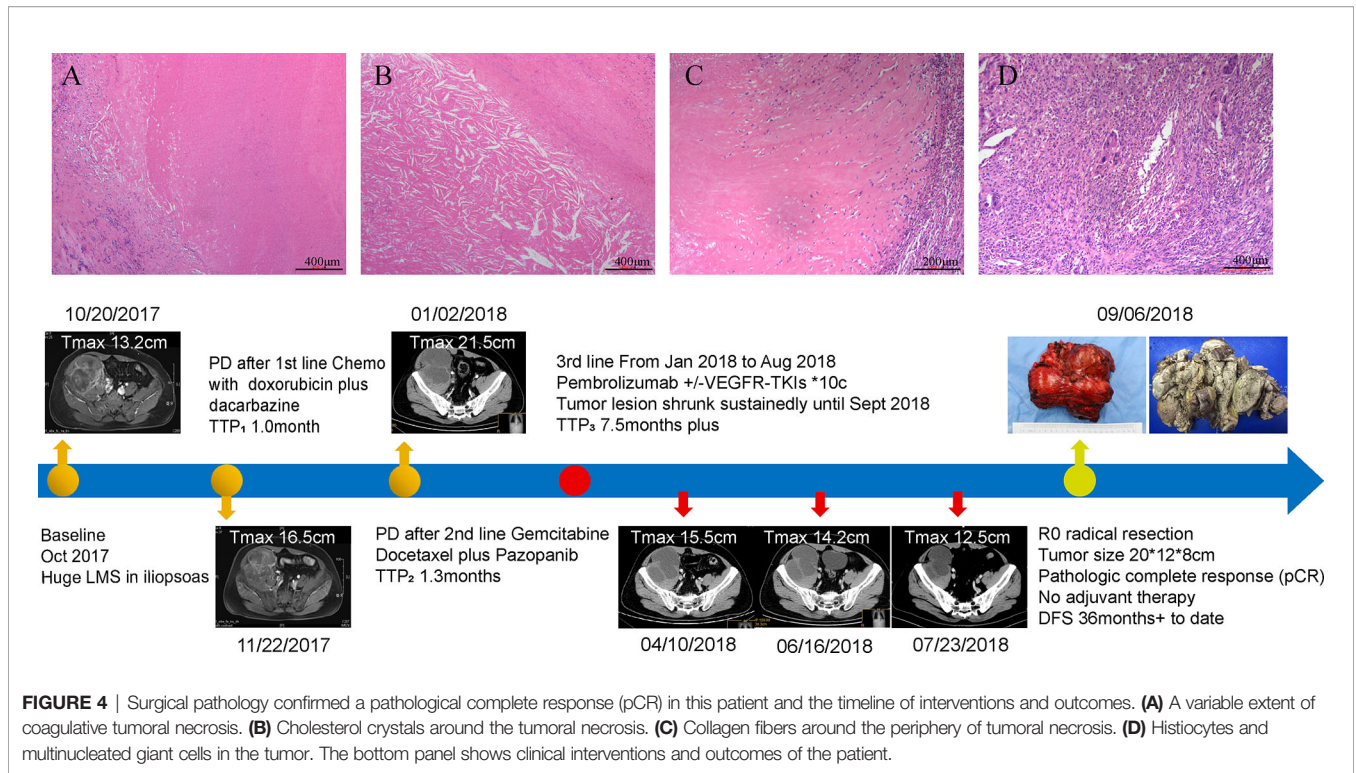 A
B
C
D
400μm
400μm
200μm
400μm
10/20/2017
01/02/2018
09/06/2018
Tmax 13.2cm
PD after 1st line Chemo
with doxorubicin plus
dacarbazine
TTP₁ 1.0month
Tmax 21.5cm
3rd line From Jan 2018 to Aug 2018
Pembrolizumab +/-VEGFR-TKIs *10c
Tumor lesion shrunk sustainedly until Sept 2018
TTP₃ 7.5months plus
Baseline
Oct 2017
Huge LMS in iliopsoas
Tmax 16.5cm
11/22/2017
PD after 2nd line Gemcitabine
Docetaxel plus Pazopanib
TTP₂ 1.3months
Tmax 15.5cm
04/10/2018
Tmax 14.2cm
06/16/2018
Tmax 12.5cm
07/23/2018
R0 radical resection
Tumor size 20*12*8cm
Pathologic complete response (pCR)
No adjuvant therapy
DFS 36months+ to date
FIGURE 4 | Surgical pathology confirmed a pathological complete response (pCR) in this patient and the timeline of interventions and outcomes. (A) A variable extent of
coagulative tumoral necrosis. (B) Cholesterol crystals around the tumoral necrosis. (C) Collagen fibers around the periphery of tumoral necrosis. (D) Histiocytes and
multinucleated giant cells in the tumor. The bottom panel shows clinical interventions and outcomes of the patient.